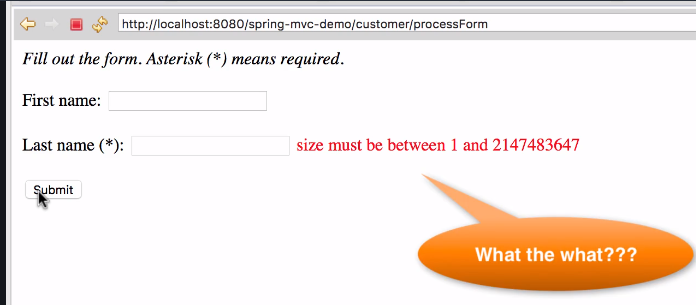 http://localhost:8080/spring-mvc-demo/customer/processForm
Fill out the form. Asterisk (*) means required.
First name:
Last name (*): size must be between 1 and 2147483647
Submit
What the what???